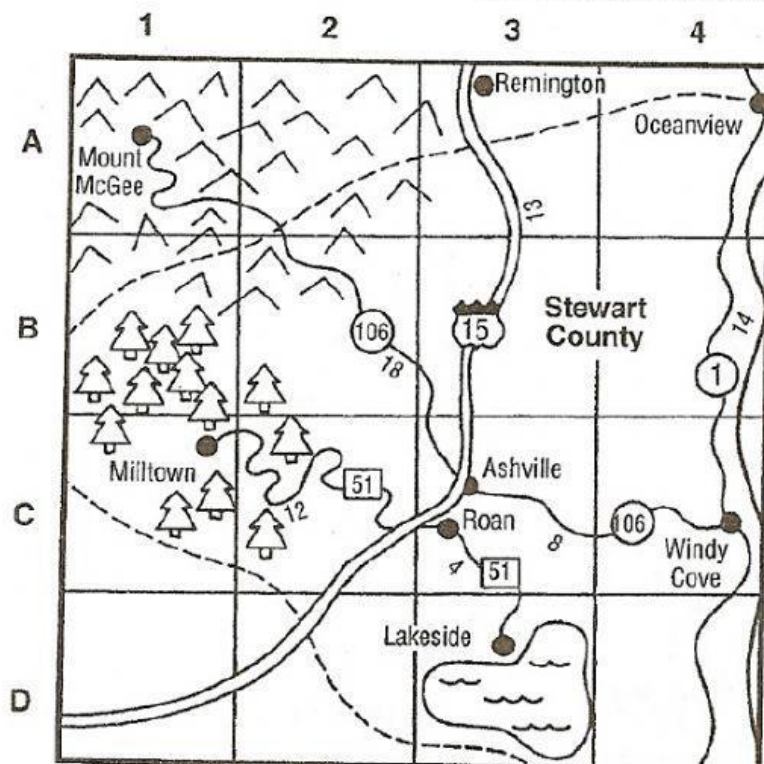 1 2 3 4
A
Remington
Oceanview
Mount
McGee
13
B
106
15
Stewart
County
14
18
1
Milltown
Ashville
51
12
C
Roan
106
8
Windy
Cove
4
51
Lakeside
D